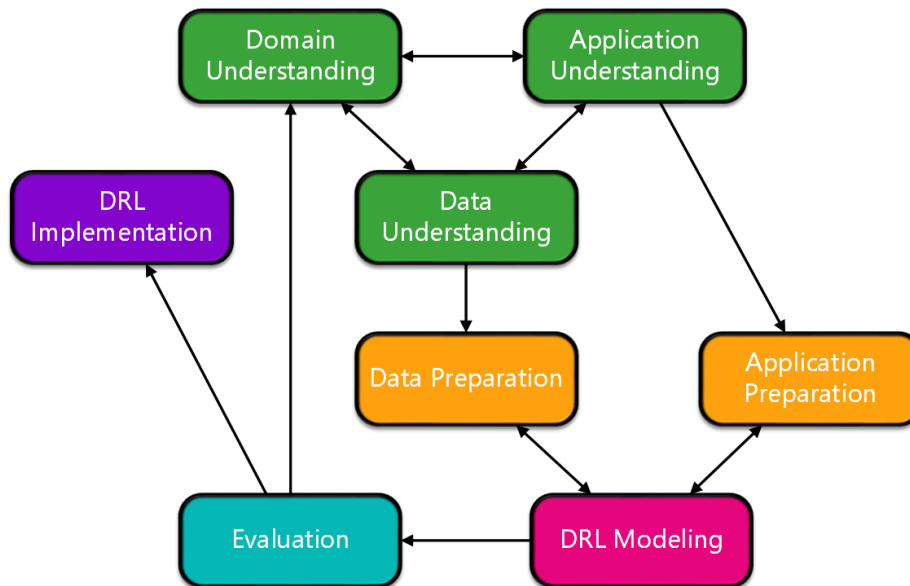 Domain
Understanding
Application
Understanding
DRL
Implementation
Data
Understanding
Data Preparation
Application
Preparation
Evaluation
DRL Modeling